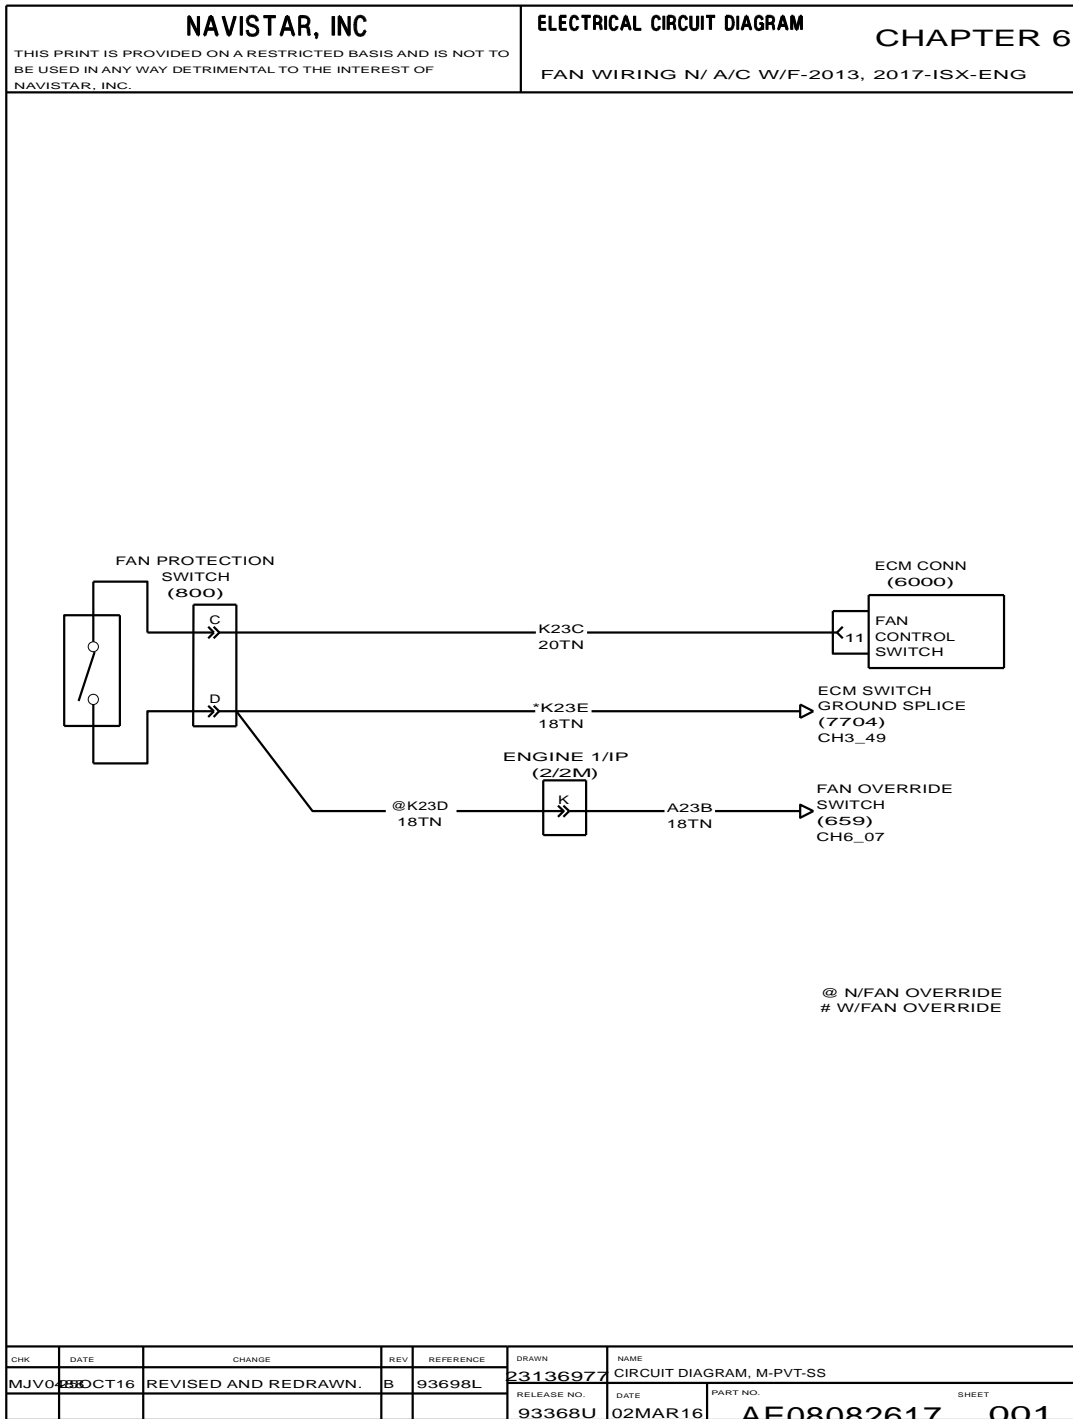 NAVISTAR, INC
THIS PRINT IS PROVIDED ON A RESTRICTED BASIS AND IS NOT TO
BE USED IN ANY WAY DETRIMENTAL TO THE INTEREST OF
NAVISTAR, INC.
ELECTRICAL CIRCUIT DIAGRAM
CHAPTER 6
FAN WIRING N/ A/C W/F-2013, 2017-ISX-ENG
FAN PROTECTION
SWITCH
(800)
C
D
K23C
20TN
ECM CONN
(6000)
11
FAN
CONTROL
SWITCH
*K23E
18TN
ECM SWITCH
GROUND SPLICE
(7704)
CH3_49
ENGINE 1/IP
(2/2M)
K
@K23D
18TN
A23B
18TN
FAN OVERRIDE
SWITCH
(659)
CH6_07
@ N/FAN OVERRIDE
# W/FAN OVERRIDE
CHK DATE CHANGE REV REFERENCE
OCT16 REVISED AND REDRAWN. B 93698L
DRAWN
23136977
NAME
CIRCUIT DIAGRAM, M-PVT-SS
RELEASE NO.
93368U
DATE
02MAR16
PART NO.
AE08082617
SHEET
001